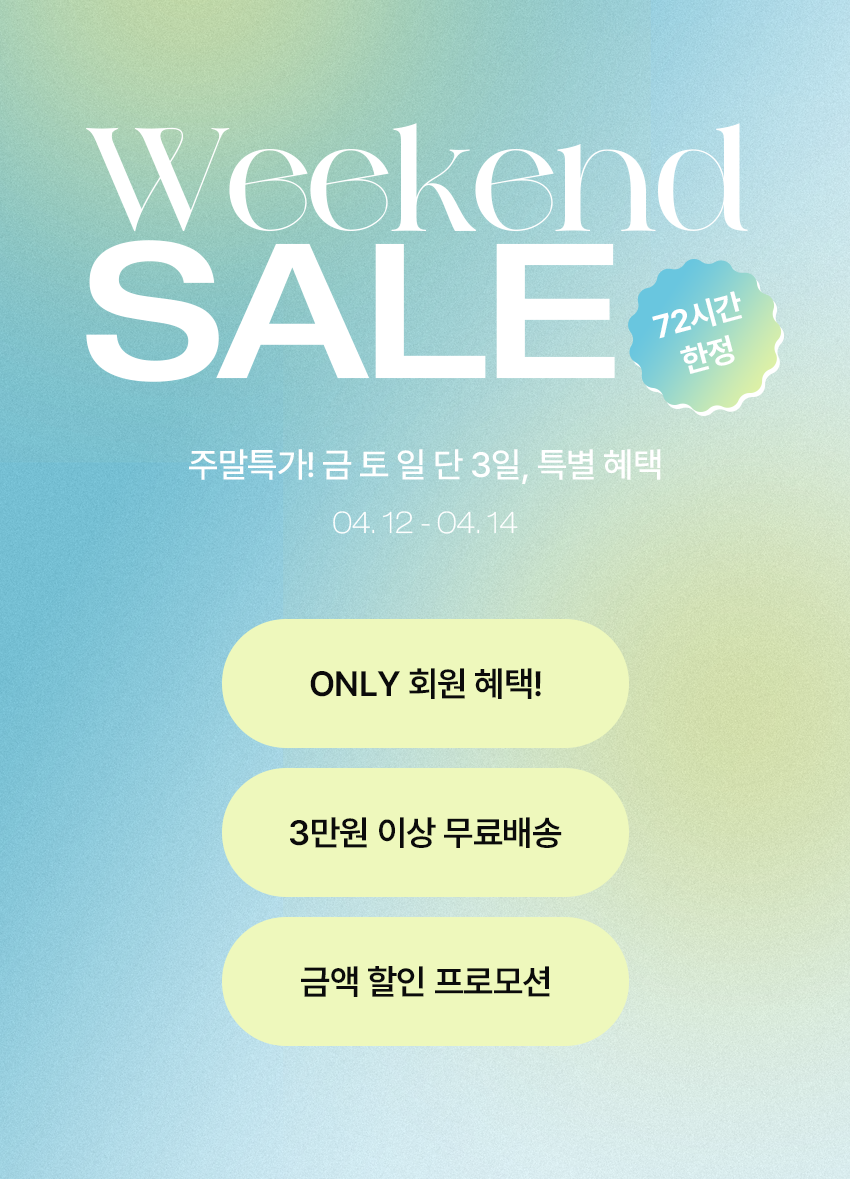 Weekend
SALE
72시간
한정
주말특가! 금 토 일 단 3일, 특별 혜택
04. 12 - 04. 14
ONLY 회원 혜택!
3만원 이상 무료배송
금액 할인 프로모션